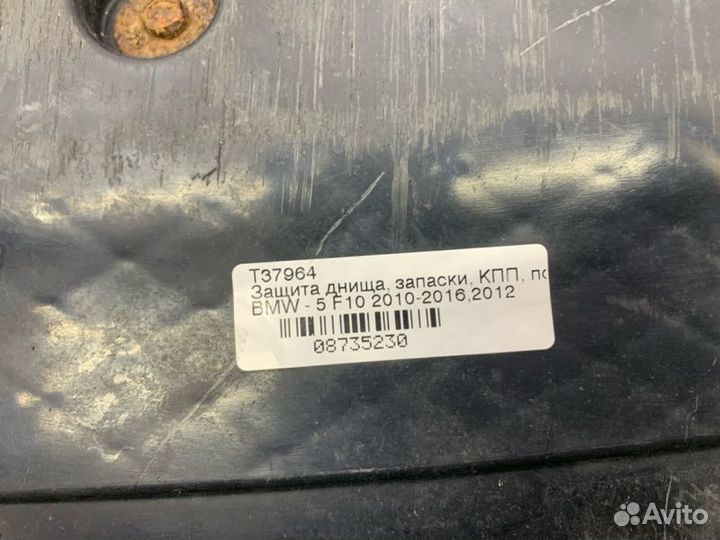 T37964
Защита днища, запаски, КПП, по
BMW - 5 F10 2010-2016,2012
08735230
Avito